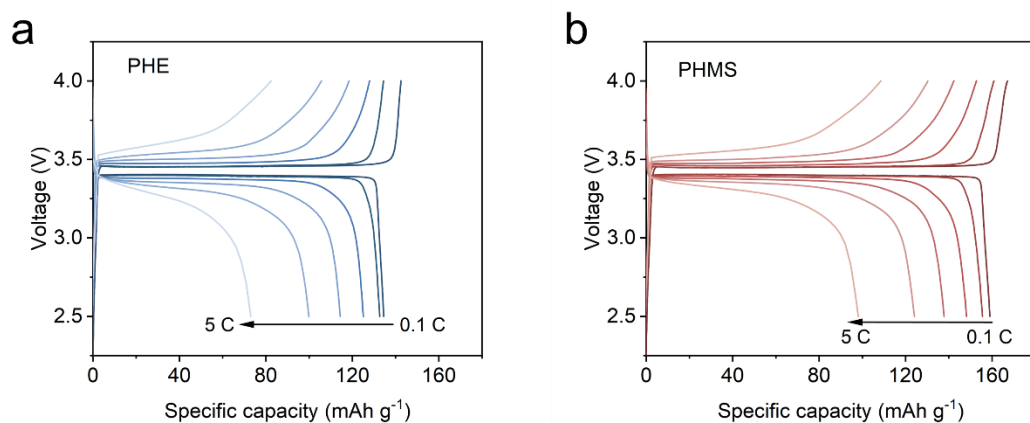 a
PHE
Voltage (V)
4.0
3.5
3.0
2.5
5 C
0.1 C
0
40
80
120
160
Specific capacity (mAh g⁻¹)
b
PHMS
Voltage (V)
4.0
3.5
3.0
2.5
5 C
0.1 C
0
40
80
120
160
Specific capacity (mAh g⁻¹)